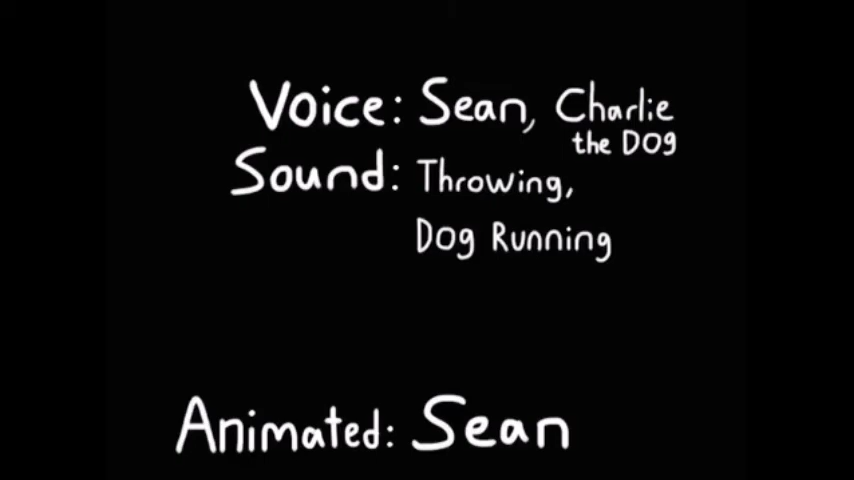 Voice: Sean, Charlie
the DOG
Sound: Throwing,
Dog Running
Animated: Sean